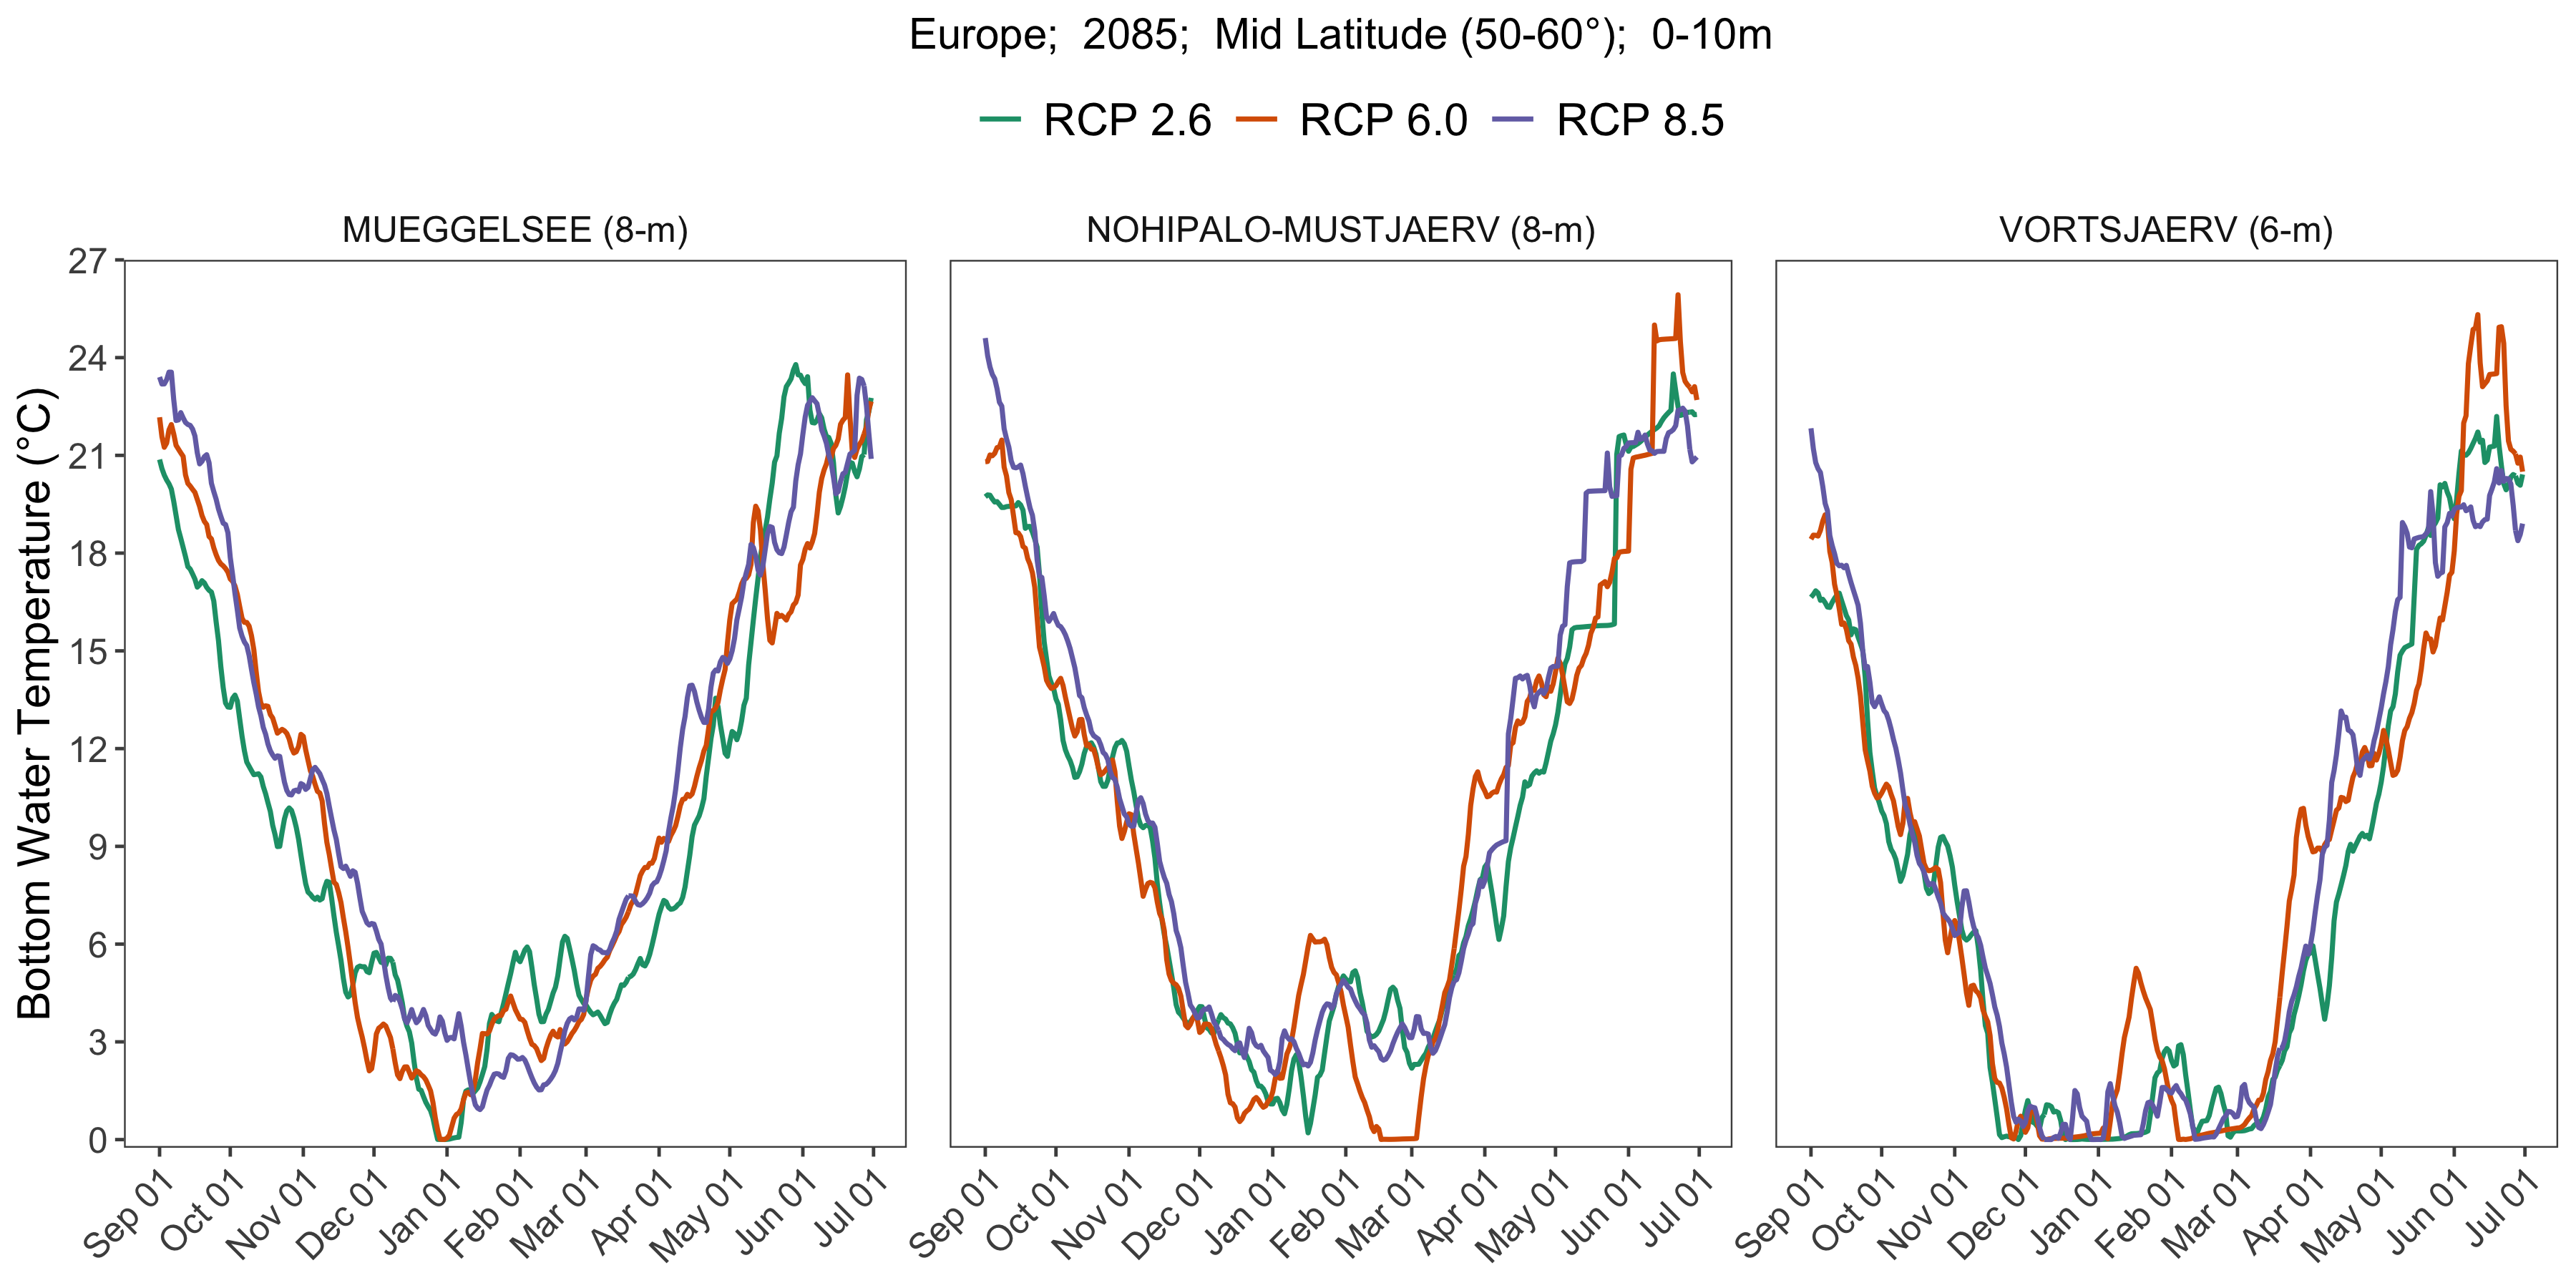 Europe;  2085;  Mid Latitude (50-60°);  0-10m
RCP 2.6 RCP 6.0 RCP 8.5
MUEGGELSEE (8-m) NOHIPALO-MUSTJAERV (8-m) VORTSJAERV (6-m)
Bottom Water Temperature (°C)
27
24
21
18
15
12
9
6
3
0
Sep 01 Oct 01 Nov 01 Dec 01 Jan 01 Feb 01 Mar 01 Apr 01 May 01 Jun 01 Jul 01 Sep 01 Oct 01 Nov 01 Dec 01 Jan 01 Feb 01 Mar 01 Apr 01 May 01 Jun 01 Jul 01 Sep 01 Oct 01 Nov 01 Dec 01 Jan 01 Feb 01 Mar 01 Apr 01 May 01 Jun 01 Jul 01